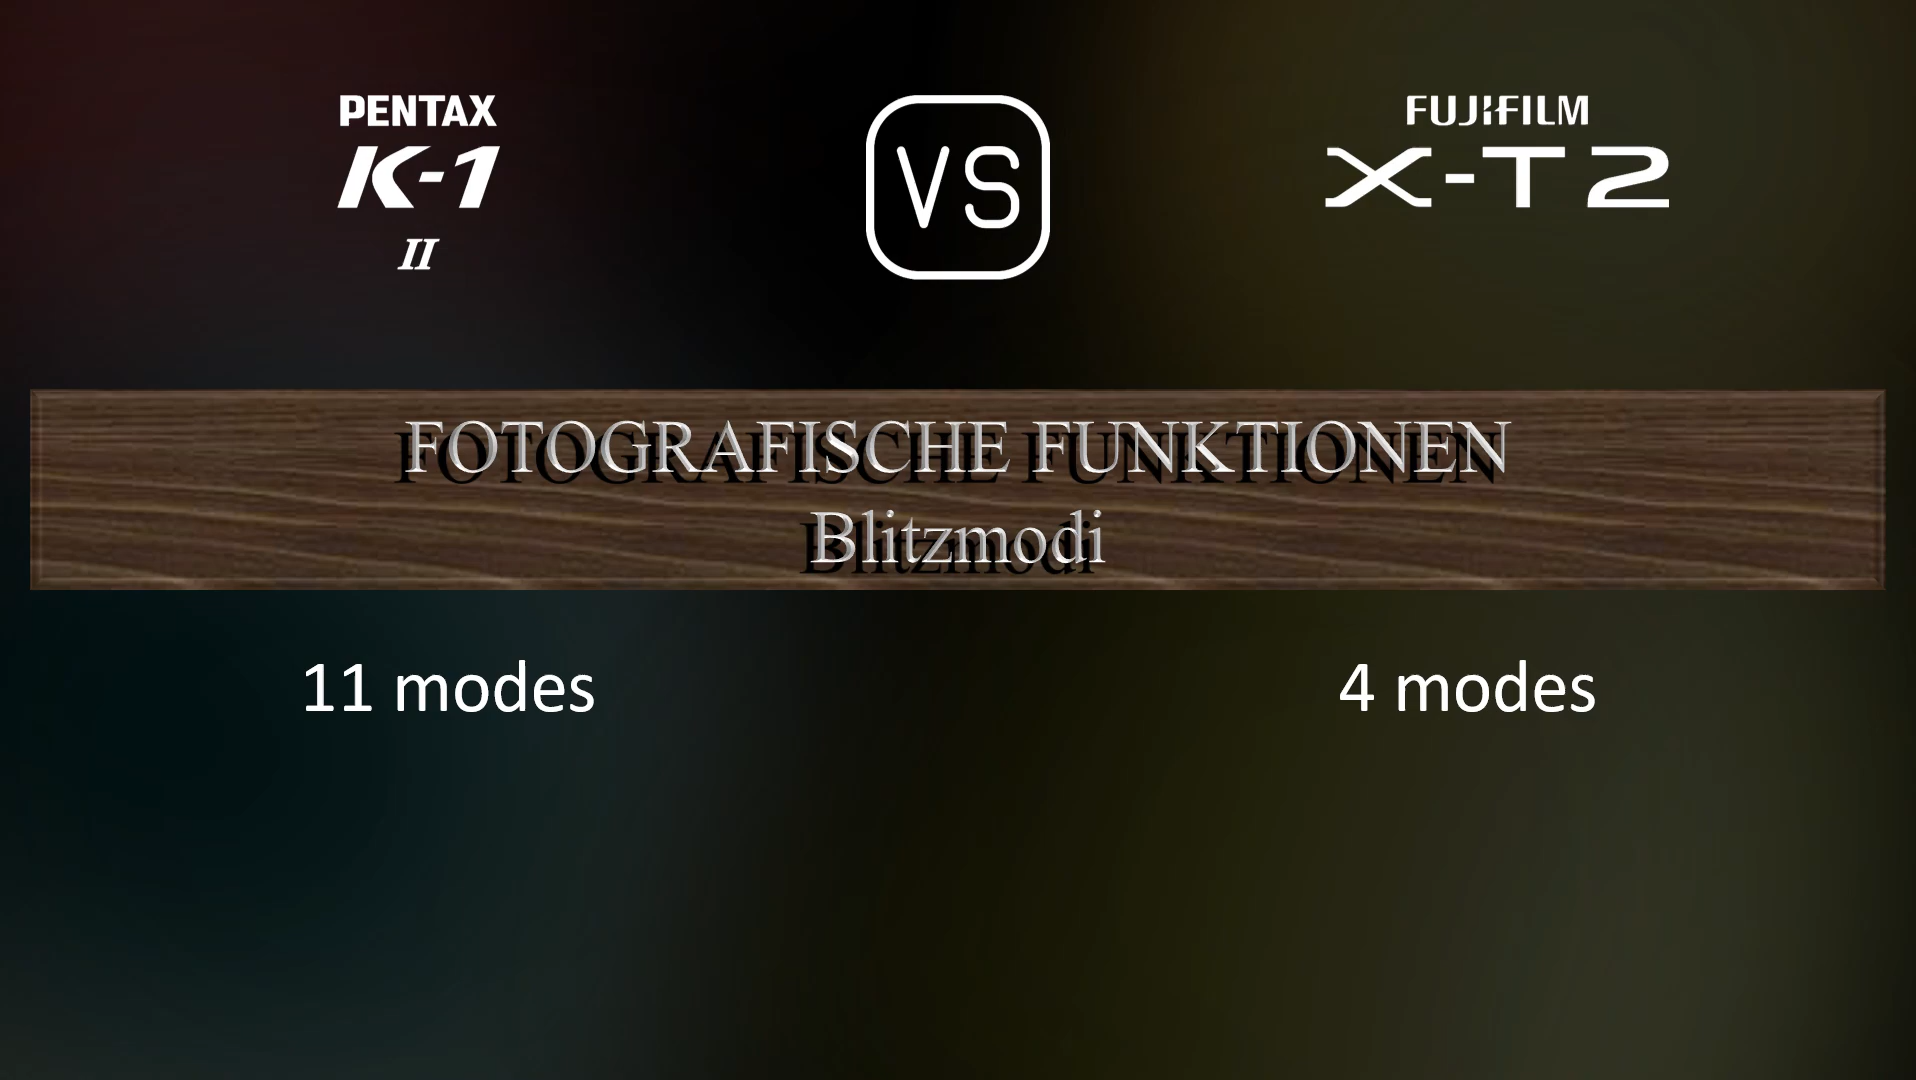 PENTAX
K-1
II
VS
FUJIFILM
X-T2
FOTOGRAFISCHE FUNKTIONEN
Blitzmodi
11 modes
4 modes